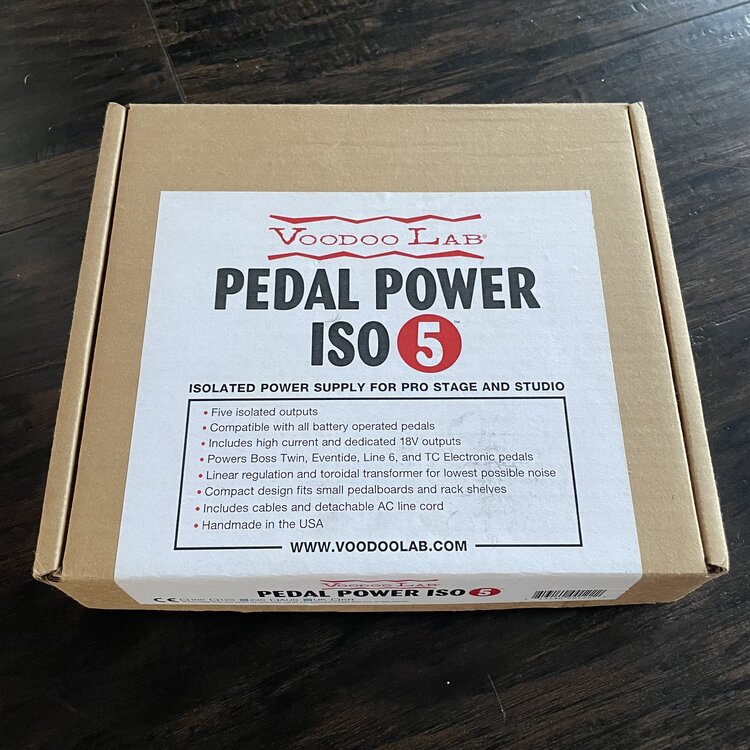 VOODOO LAB®
PEDAL POWER
ISO 5™
ISOLATED POWER SUPPLY FOR PRO STAGE AND STUDIO
• Five isolated outputs
• Compatible with all battery operated pedals
• Includes high current and dedicated 18V outputs
• Powers Boss Twin, Eventide, Line 6, and TC Electronic pedals
• Linear regulation and toroidal transformer for lowest possible noise
• Compact design fits small pedalboards and rack shelves
• Includes cables and detachable AC line cord
• Handmade in the USA
WWW.VOODOOLAB.COM
VOODOO LAB
PEDAL POWER ISO 5
CE